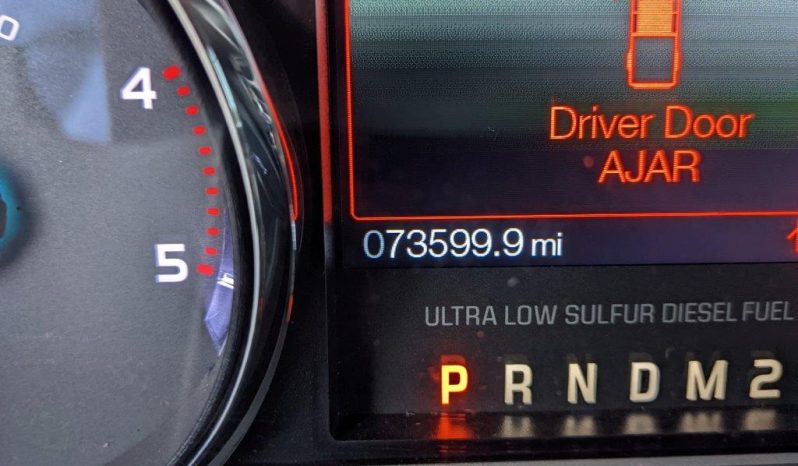 4
5
Driver Door
AJAR
073599.9 mi
ULTRA LOW SULFUR DIESEL FUEL
P R N D M 2